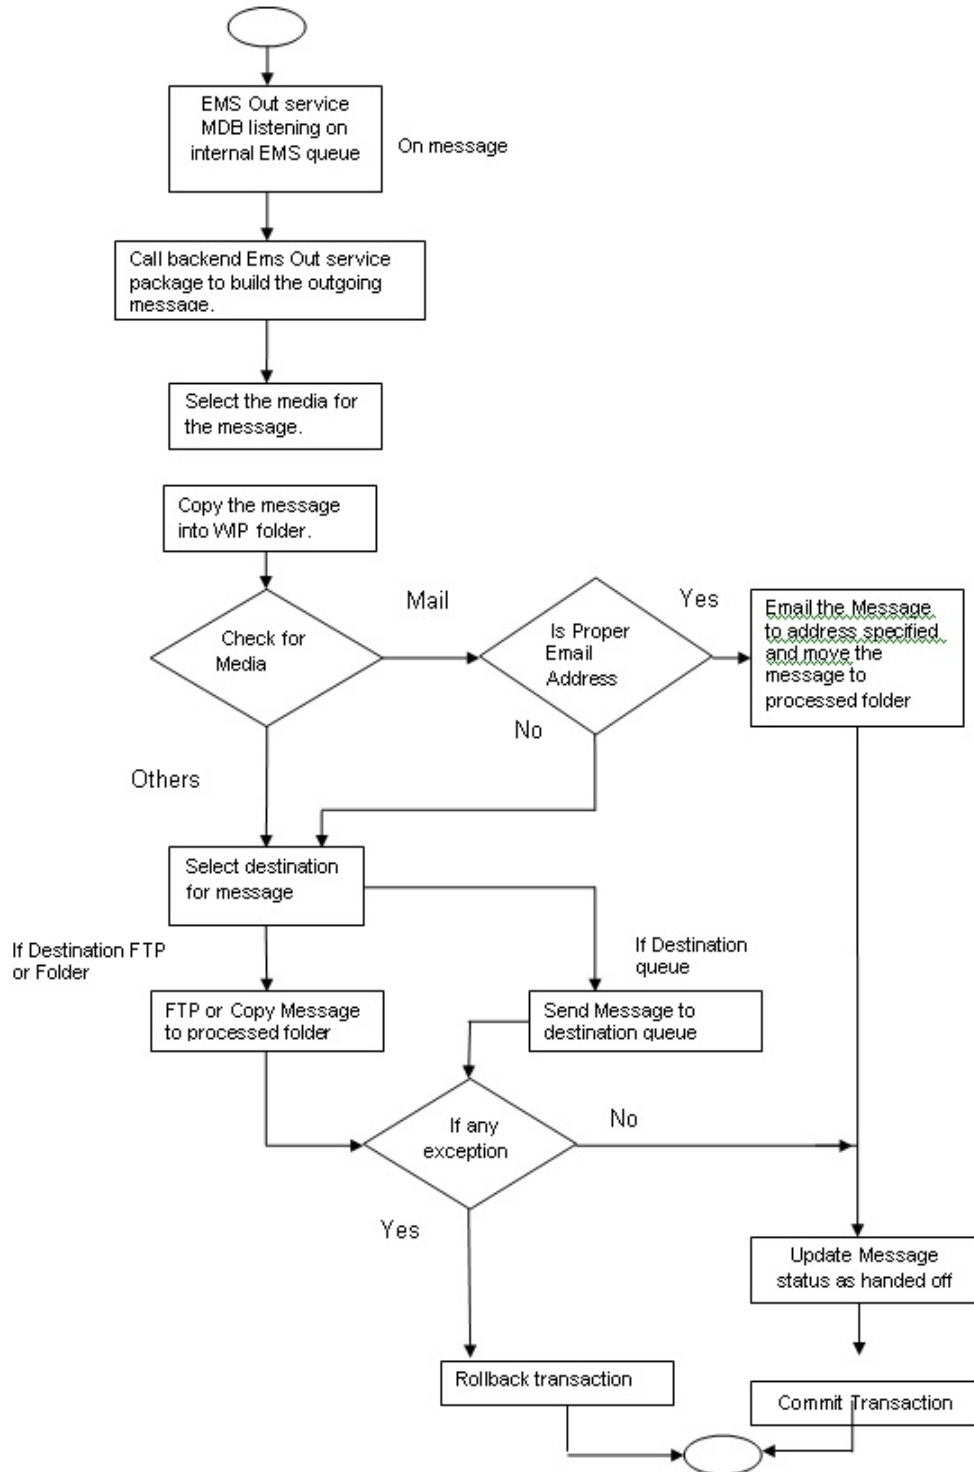 EMS Out service
MDB listening on
internal EMS queue
On message
Call backend Ems Out service
package to build the outgoing
message.
Select the media for
the message.
Copy the message
into WIP folder.
Mail
Yes
Check for
Media
Is Proper
Email
Address
Email the Message
to address specified
and move the
message to
processed folder
No
Others
Select destination
for message
If Destination FTP
or Folder
If Destination
queue
FTP or Copy Message
to processed folder
Send Message to
destination queue
If any
exception
No
Yes
Update Message
status as handed off
Rollback transaction
Commit Transaction